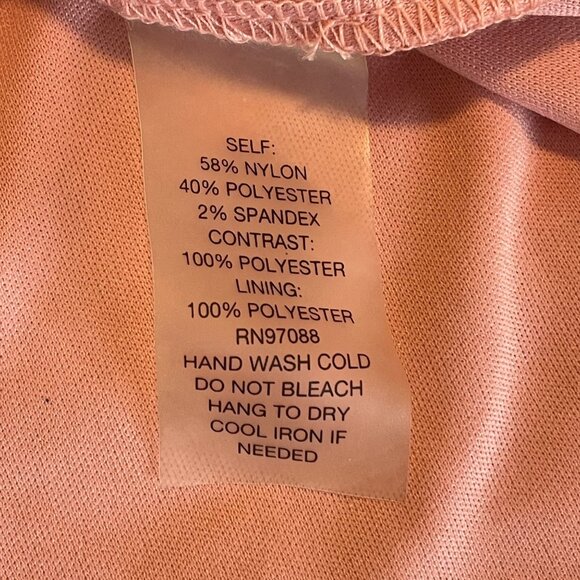 SELF:
58% NYLON
40% POLYESTER
2% SPANDEX
CONTRAST:
100% POLYESTER
LINING:
100% POLYESTER
RN97088
HAND WASH COLD
DO NOT BLEACH
HANG TO DRY
COOL IRON IF
NEEDED